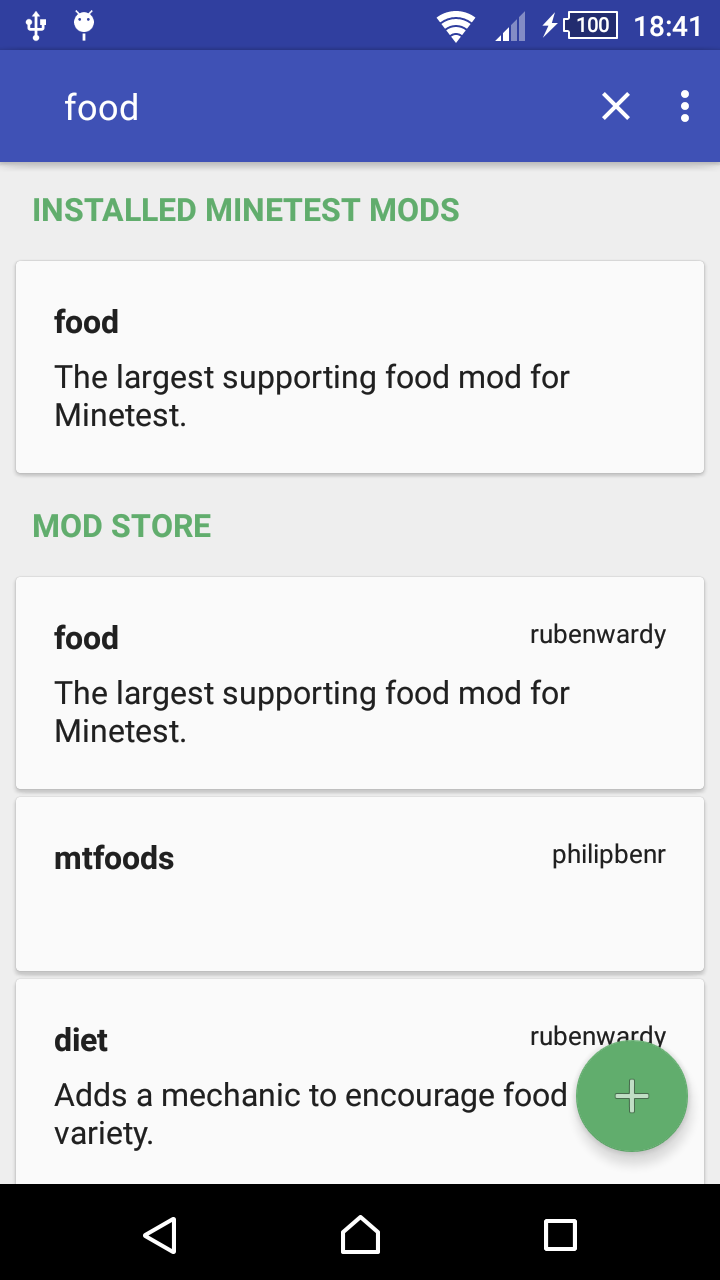 100 18:41
food
INSTALLED MINETEST MODS
food
The largest supporting food mod for
Minetest.
MOD STORE
food rubenwardy
The largest supporting food mod for
Minetest.
mtfoods philipbenr
diet rubenwardy
Adds a mechanic to encourage food
variety.